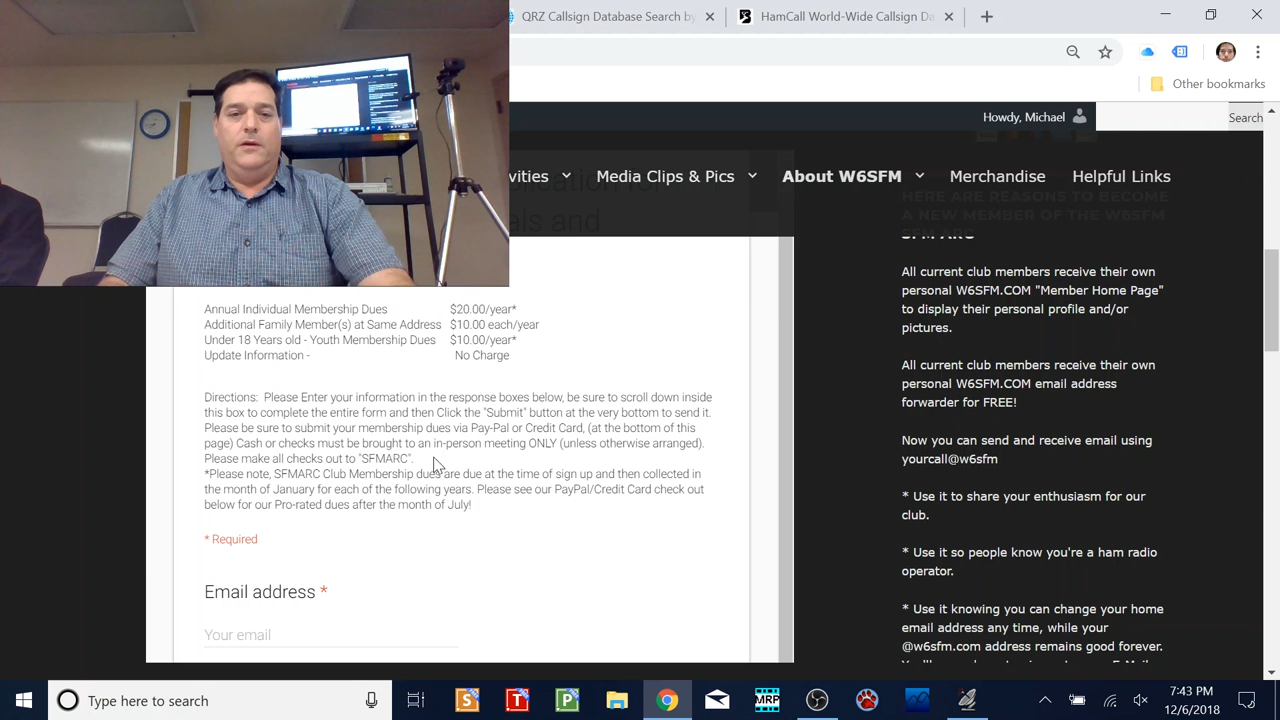 QRZ Callsign Database Search by
HamCall World-Wide Callsign Da
Other bookmarks
Howdy, Michael
Search
vities
Media Clips & Pics
About W6SFM
Merchandise
Helpful Links
als and
HERE ARE REASONS TO BECOME
A NEW MEMBER OF THE W6SFM
SFM ARC
All current club members receive their own
personal W6SFM.COM "Member Home Page"
to display their personal profile and/or
pictures.
All current club members receive their own
personal W6SFM.COM email address
forwarder for FREE!
Now you can send and receive email using
yourcall@w6sfm
* Use it to share your enthusiasm for our
club.
* Use it so people know you're a ham radio
operator.
* Use it knowing you can change your home
email address any time, while your
@w6sfm.com address remains good forever.
Annual Individual Membership Dues $20.00/year*
Additional Family Member(s) at Same Address $10.00 each/year
Under 18 Years old - Youth Membership Dues $10.00/year*
Update Information - No Charge
Directions: Please Enter your information in the response boxes below, be sure to scroll down inside
this box to complete the entire form and then Click the "Submit" button at the very bottom to send it.
Please be sure to submit your membership dues via Pay-Pal or Credit Card, (at the bottom of this
page) Cash or checks must be brought to an in-person meeting ONLY (unless otherwise arranged).
Please make all checks out to "SFMARC".
*Please note, SFMARC Club Membership dues are due at the time of sign up and then collected in
the month of January for each of the following years. Please see our PayPal/Credit Card check out
below for our Pro-rated dues after the month of July!
* Required
Email address *
Your email
Type here to search
S
T
P
MRP
7:43 PM
12/6/2018